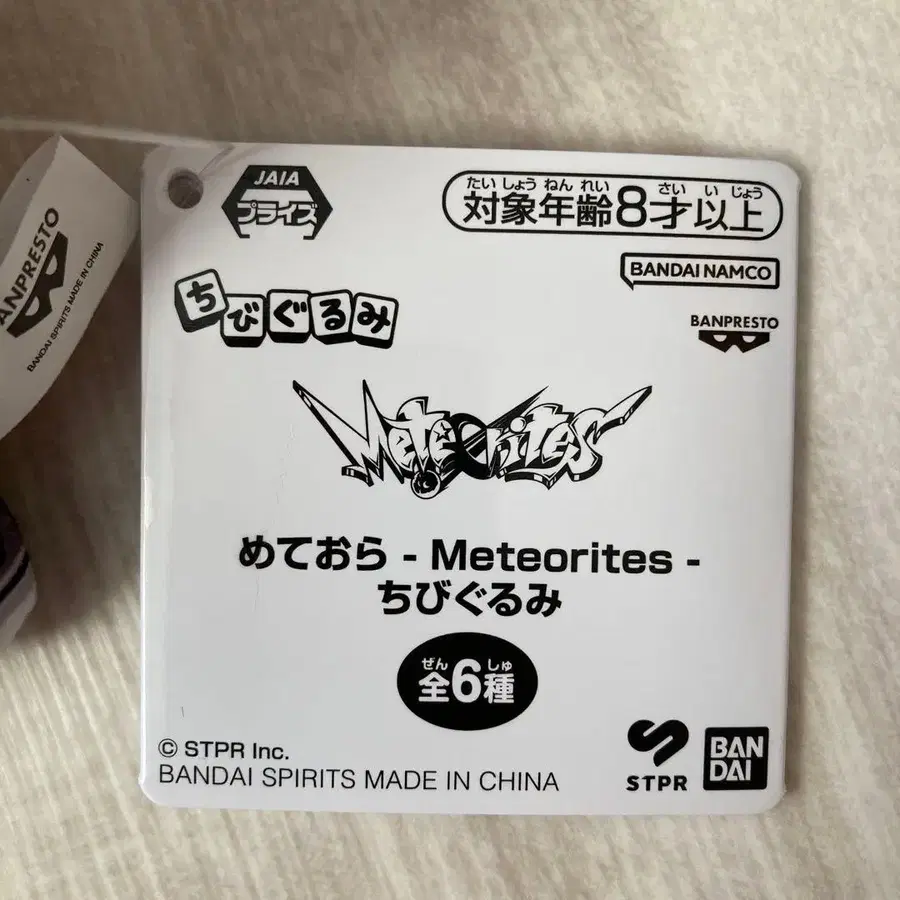 JAIA
プライズ
たいしょうねんれい さいいじょう
対象年齢8才以上
BANDAI NAMCO
ちびぐるみ
BANPRESTO
Meteorites
めておら - Meteorites -
ちびぐるみ
ぜん しゅ
全6種
© STPR Inc.
BANDAI SPIRITS MADE IN CHINA
STPR
BAN
DAI
BANPRESTO
BANDAI SPIRITS MADE IN CHINA